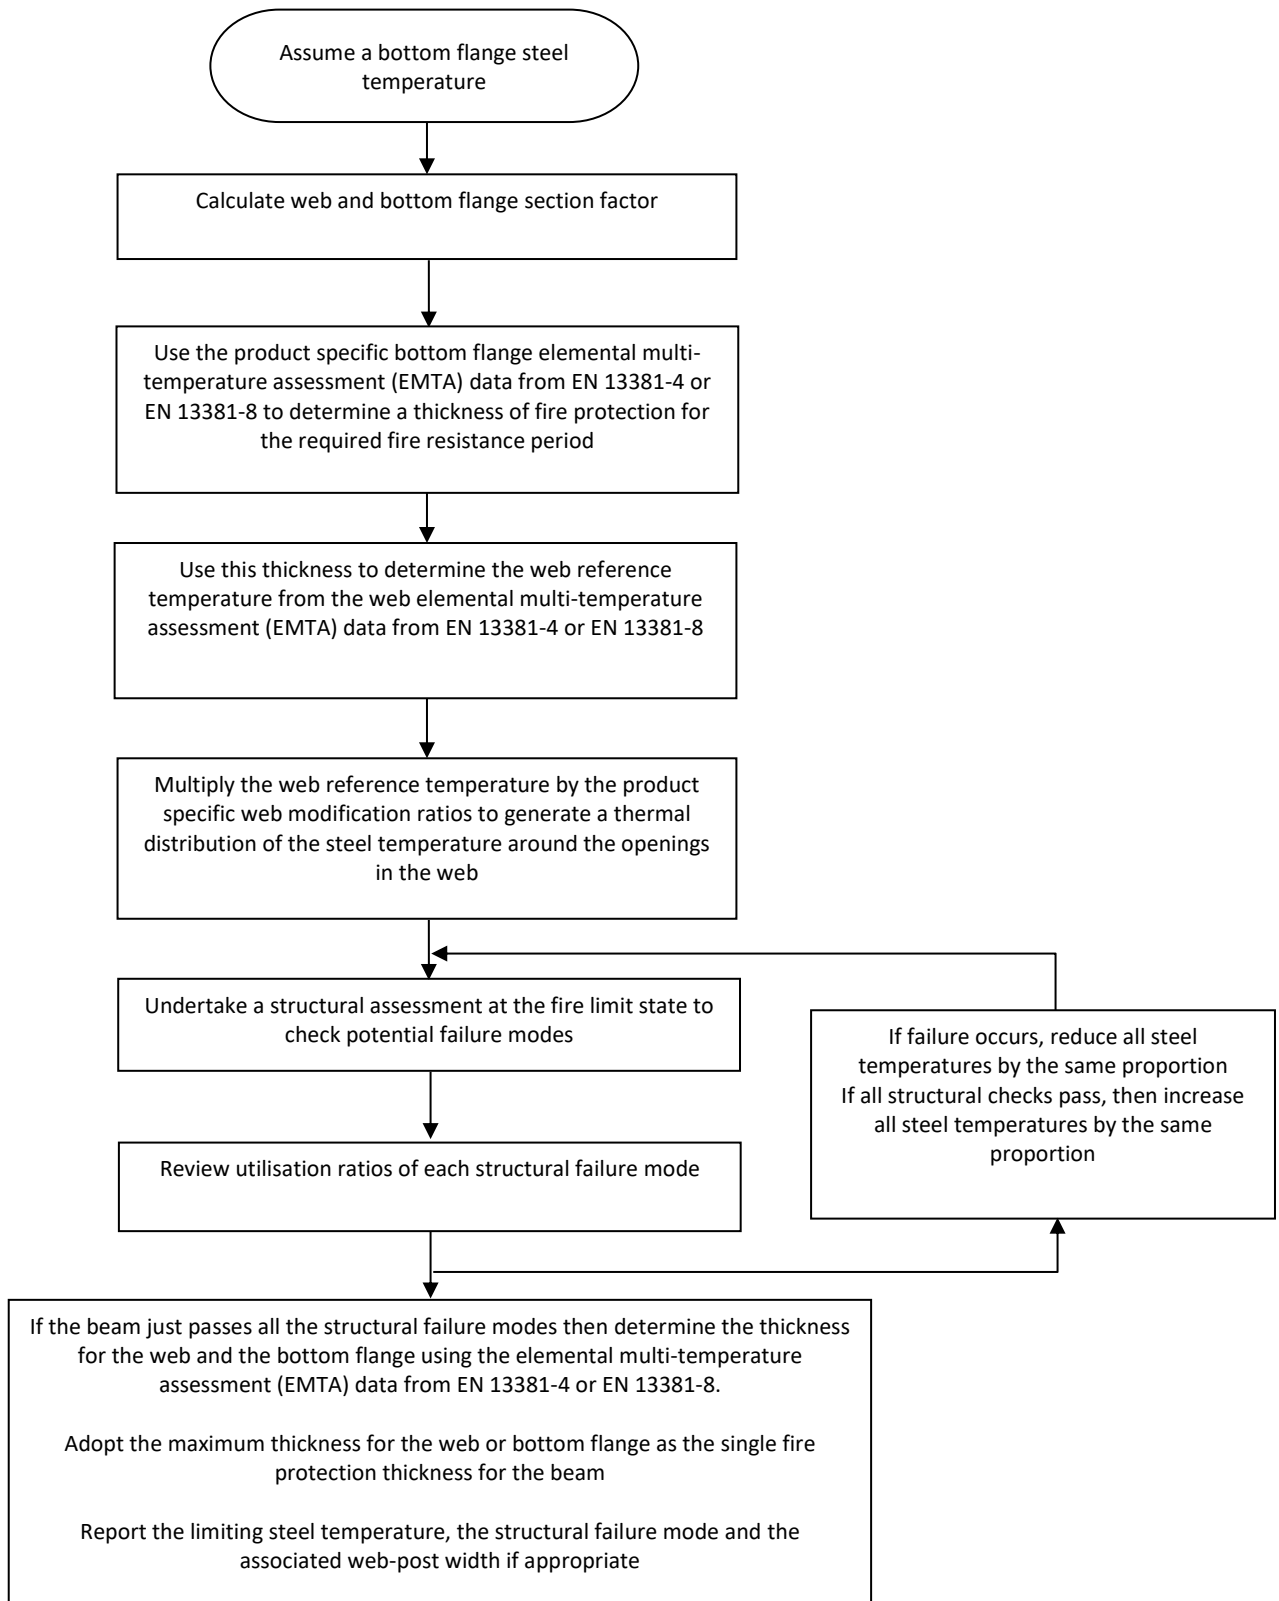 Assume a bottom flange steel
temperature
Calculate web and bottom flange section factor
Use the product specific bottom flange elemental multi-
temperature assessment (EMTA) data from EN 13381-4 or
EN 13381-8 to determine a thickness of fire protection for
the required fire resistance period
Use this thickness to determine the web reference
temperature from the web elemental multi-temperature
assessment (EMTA) data from EN 13381-4 or EN 13381-8
Multiply the web reference temperature by the product
specific web modification ratios to generate a thermal
distribution of the steel temperature around the openings
in the web
Undertake a structural assessment at the fire limit state to
check potential failure modes
If failure occurs, reduce all steel
temperatures by the same proportion
If all structural checks pass, then increase
all steel temperatures by the same
proportion
Review utilisation ratios of each structural failure mode
If the beam just passes all the structural failure modes then determine the thickness
for the web and the bottom flange using the elemental multi-temperature
assessment (EMTA) data from EN 13381-4 or EN 13381-8.
Adopt the maximum thickness for the web or bottom flange as the single fire
protection thickness for the beam
Report the limiting steel temperature, the structural failure mode and the
associated web-post width if appropriate